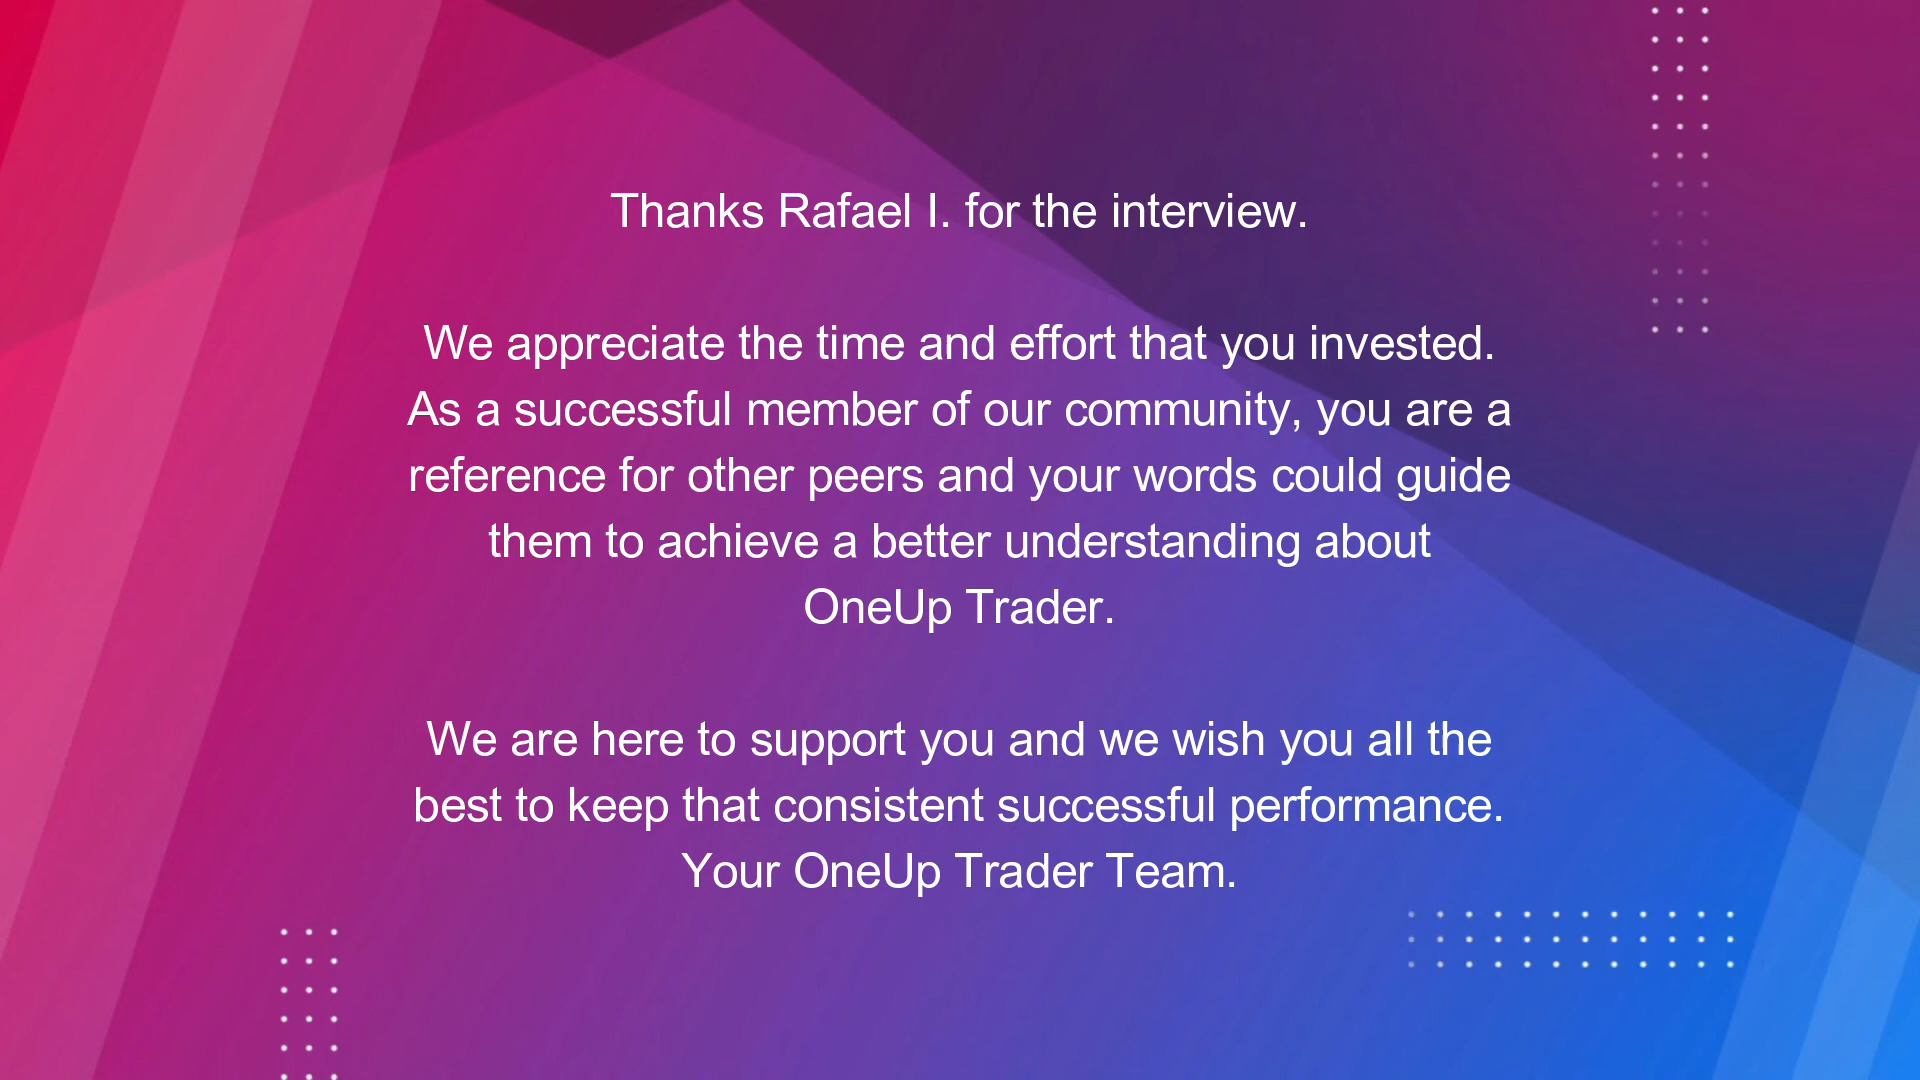 Thanks Rafael I. for the interview.
We appreciate the time and effort that you invested.
As a successful member of our community, you are a
reference for other peers and your words could guide
them to achieve a better understanding about
OneUp Trader.
We are here to support you and we wish you all the
best to keep that consistent successful performance.
Your OneUp Trader Team.